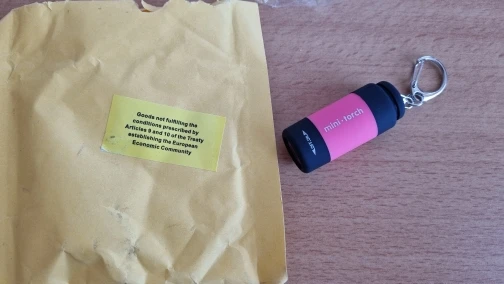 Goods not fulfilling the
conditions prescribed by
Articles 9 and 10 of the Treaty
establishing the European
Economic Community
mini·torch